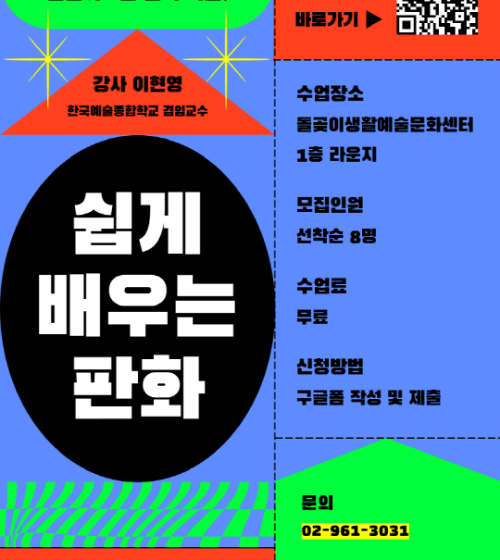 강사 이현영
한국예술종합학교 겸임교수
쉽게
배우는
판화
바로가기 ▶
수업장소
돌곶이생활예술문화센터
1층 라운지
모집인원
선착순 8명
수업료
무료
신청방법
구글폼 작성 및 제출
문의
02-961-3031